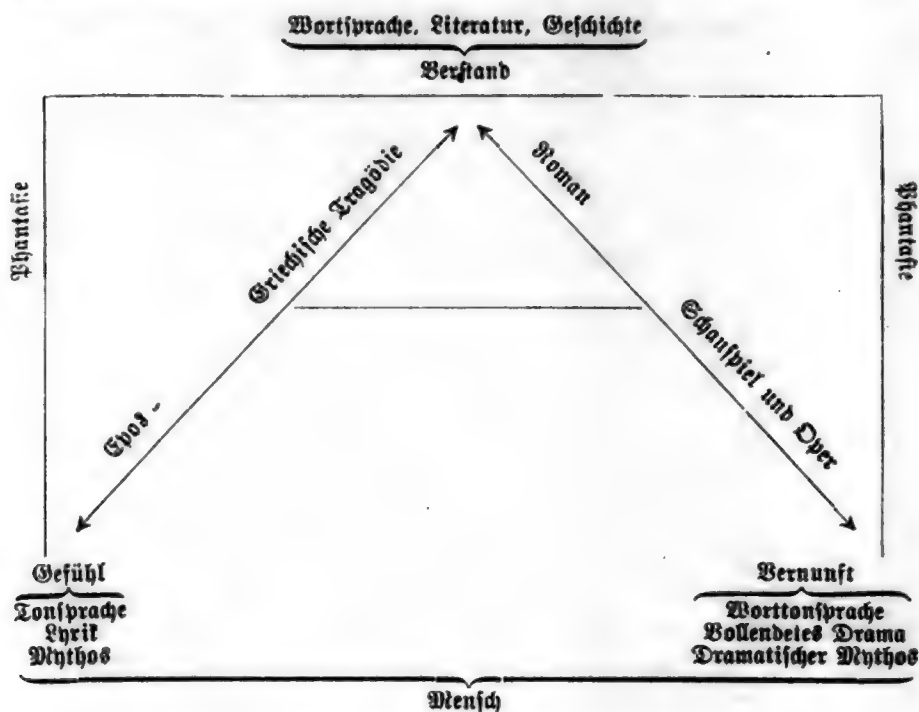 Wortsprache. Literatur, Geschichte
Verstand
Phantasie
Griechische Tragödie
Roman
Phantasie
Epos -
Schauspiel und Oper
Gefühl
Tonsprache
Lyrik
Mythos
Vernunft
Worttonsprache
Vollendetes Drama
Dramatischer Mythos
Mensch